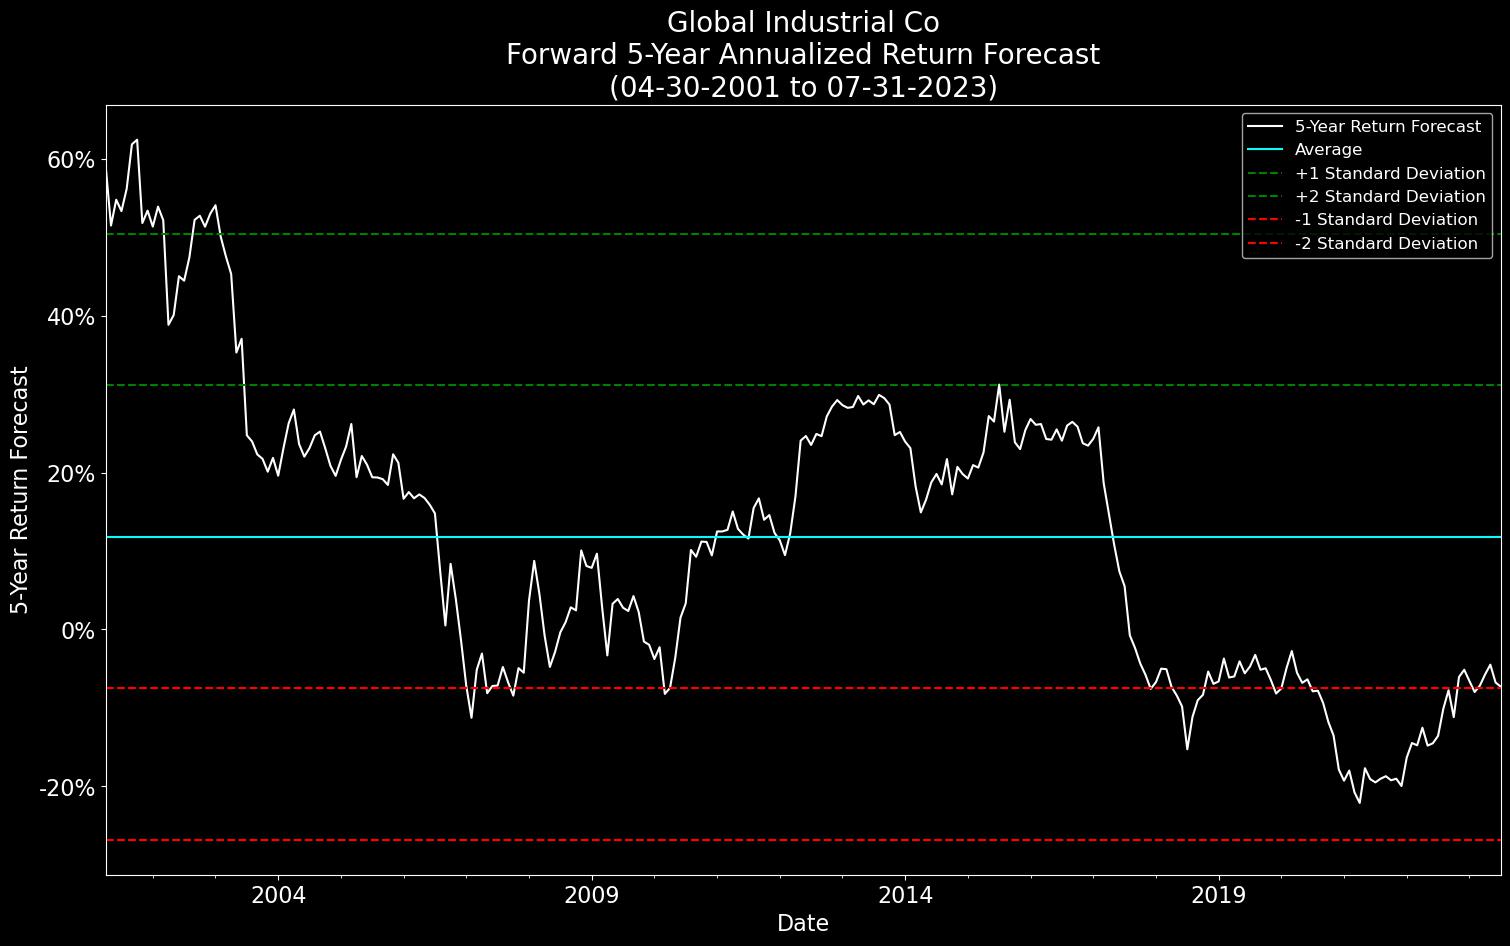 Global Industrial Co
Forward 5-Year Annualized Return Forecast
(04-30-2001 to 07-31-2023)
5-Year Return Forecast
Average
+1 Standard Deviation
+2 Standard Deviation
-1 Standard Deviation
-2 Standard Deviation
5-Year Return Forecast
60%
40%
20%
0%
-20%
2004 2009 2014 2019
Date